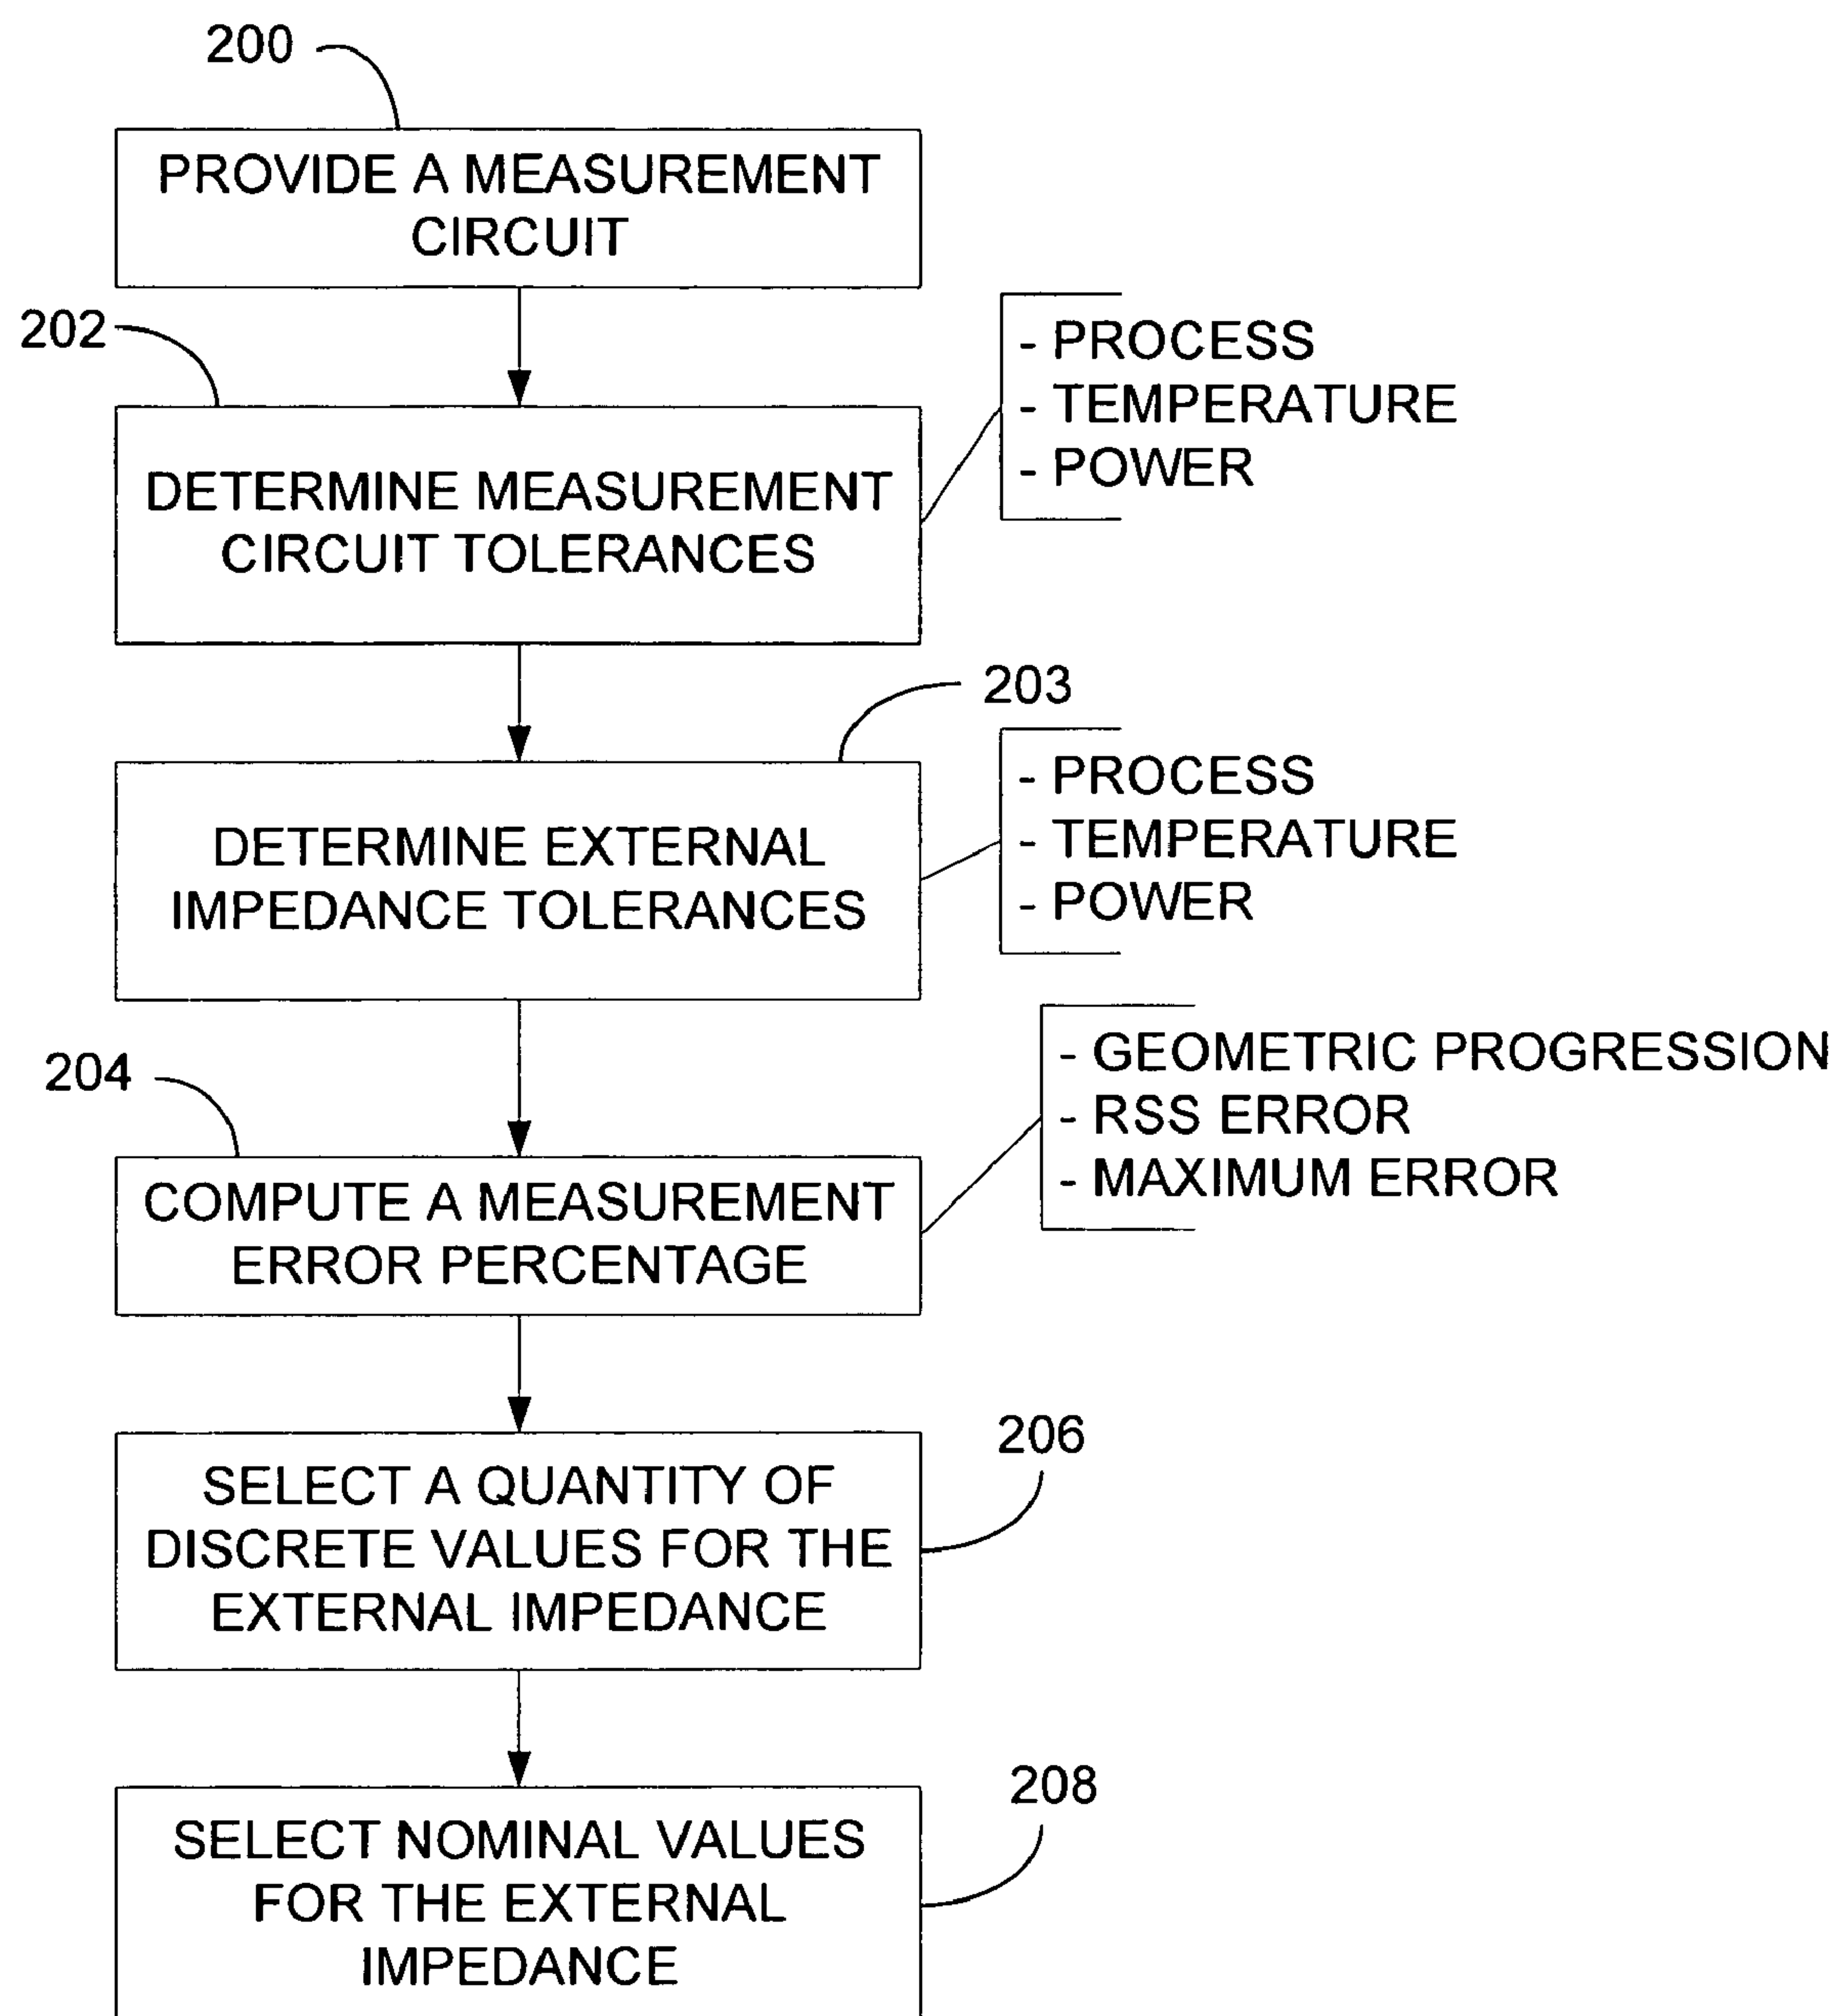 200
PROVIDE A MEASUREMENT
CIRCUIT
202
DETERMINE MEASUREMENT
CIRCUIT TOLERANCES
- PROCESS
- TEMPERATURE
- POWER
203
DETERMINE EXTERNAL
IMPEDANCE TOLERANCES
- PROCESS
- TEMPERATURE
- POWER
204
COMPUTE A MEASUREMENT
ERROR PERCENTAGE
- GEOMETRIC PROGRESSION
- RSS ERROR
- MAXIMUM ERROR
206
SELECT A QUANTITY OF
DISCRETE VALUES FOR THE
EXTERNAL IMPEDANCE
208
SELECT NOMINAL VALUES
FOR THE EXTERNAL
IMPEDANCE